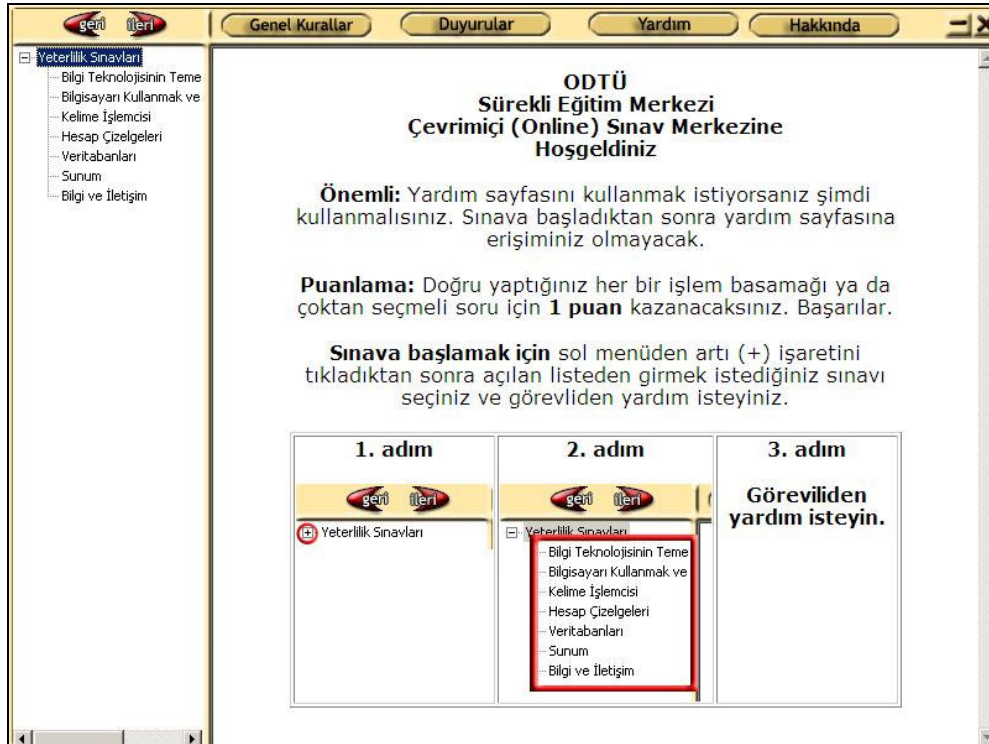 geri ileri Genel Kurallar Duyurular Yardım Hakkında
Yeterlilik Sınavları
Bilgi Teknolojisinin Teme
Bilgisayarı Kullanmak ve
Kelime İşlemcisi
Hesap Çizelgeleri
Veritabanları
Sunum
Bilgi ve İletişim
ODTÜ
Sürekli Eğitim Merkezi
Çevrimiçi (Online) Sınav Merkezine
Hoşgeldiniz
Önemli: Yardım sayfasını kullanmak istiyorsanız şimdi
kullanmalısınız. Sınava başladıktan sonra yardım sayfasına
erişiminiz olmayacak.
Puanlama: Doğru yaptığınız her bir işlem basamağı ya da
çoktan seçmeli soru için 1 puan kazanacaksınız. Başarılar.
Sınava başlamak için sol menüden artı (+) işaretini
tıkladıktan sonra açılan listeden girmek istediğiniz sınavı
seçiniz ve görevliden yardım isteyiniz.
1. adım
geri ileri
Yeterlilik Sınavları
2. adım
geri ileri
Yeterlilik Sınavları
Bilgi Teknolojisinin Teme
Bilgisayarı Kullanmak ve
Kelime İşlemcisi
Hesap Çizelgeleri
Veritabanları
Sunum
Bilgi ve İletişim
3. adım
Göreviliden
yardım isteyin.